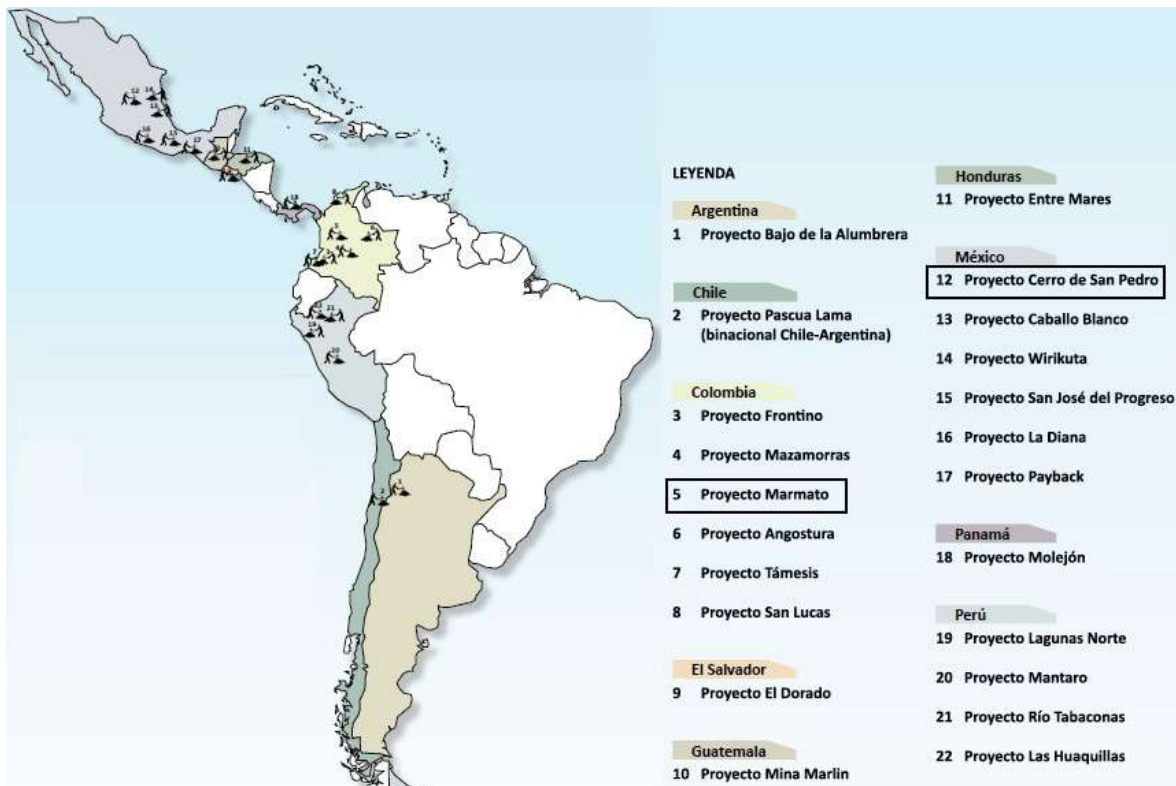 LEYENDA
Argentina
1 Proyecto Bajo de la Alumbrera
Chile
2 Proyecto Pascua Lama
(binacional Chile-Argentina)
Colombia
3 Proyecto Frontino
4 Proyecto Mazamorras
5 Proyecto Marmato
6 Proyecto Angostura
7 Proyecto Támesis
8 Proyecto San Lucas
El Salvador
9 Proyecto El Dorado
Guatemala
10 Proyecto Mina Marlin
Honduras
11 Proyecto Entre Mares
México
12 Proyecto Cerro de San Pedro
13 Proyecto Caballo Blanco
14 Proyecto Wirikuta
15 Proyecto San José del Progreso
16 Proyecto La Diana
17 Proyecto Payback
Panamá
18 Proyecto Molejón
Perú
19 Proyecto Lagunas Norte
20 Proyecto Mantaro
21 Proyecto Río Tabaconas
22 Proyecto Las Huaquillas